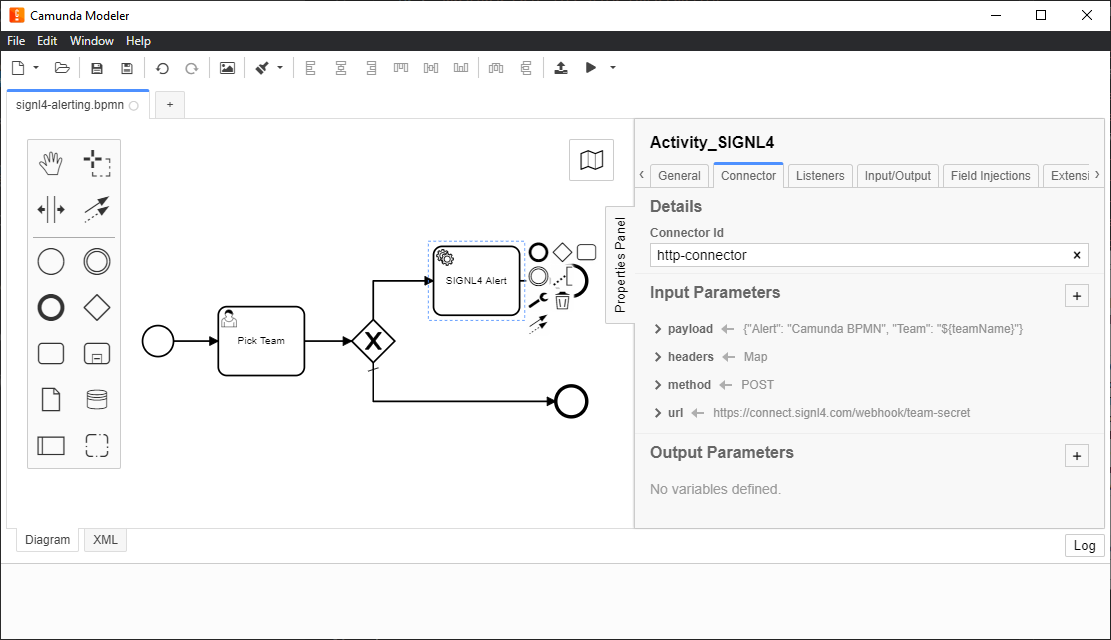 Camunda Modeler
File Edit Window Help
signl4-alerting.bpmn
+
Pick Team
SIGNL4 Alert
Properties Panel
Activity_SIGNL4
General Connector Listeners Input/Output Field Injections Extensi
Details
Connector Id
http-connector
Input Parameters
+
payload {"Alert": "Camunda BPMN", "Team": "${teamName}"}
headers Map
method POST
url https://connect.signl4.com/webhook/team-secret
Output Parameters
+
No variables defined.
Diagram XML
Log